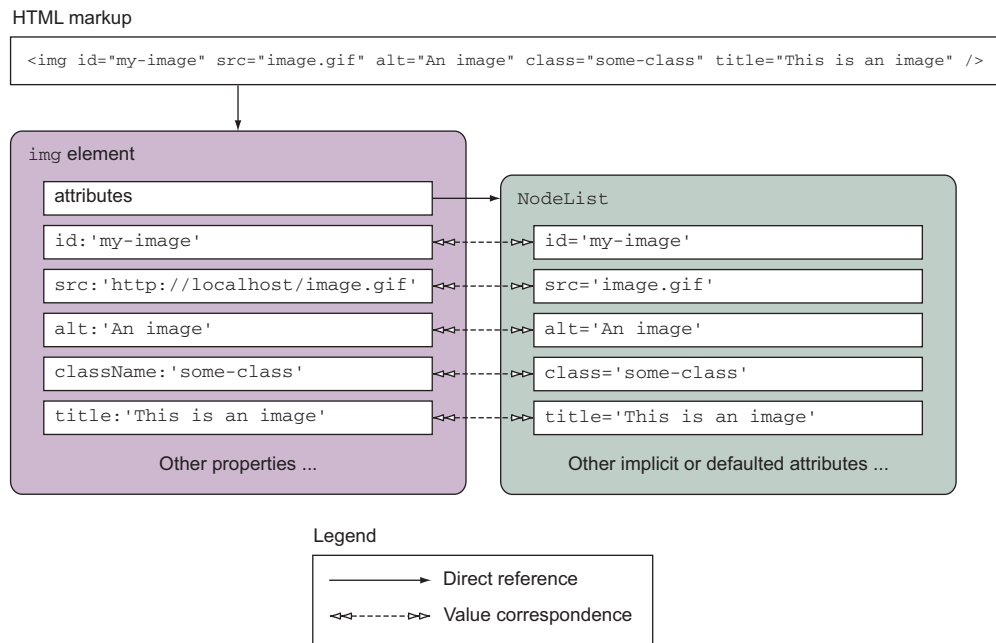 HTML markup
<img id="my-image" src="image.gif" alt="An image" class="some-class" title="This is an image" />
img element
attributes
id:'my-image'
src:'http://localhost/image.gif'
alt:'An image'
className:'some-class'
title:'This is an image'
Other properties ...
NodeList
id='my-image'
src='image.gif'
alt='An image'
class='some-class'
title='This is an image'
Other implicit or defaulted attributes ...
Legend
Direct reference
Value correspondence